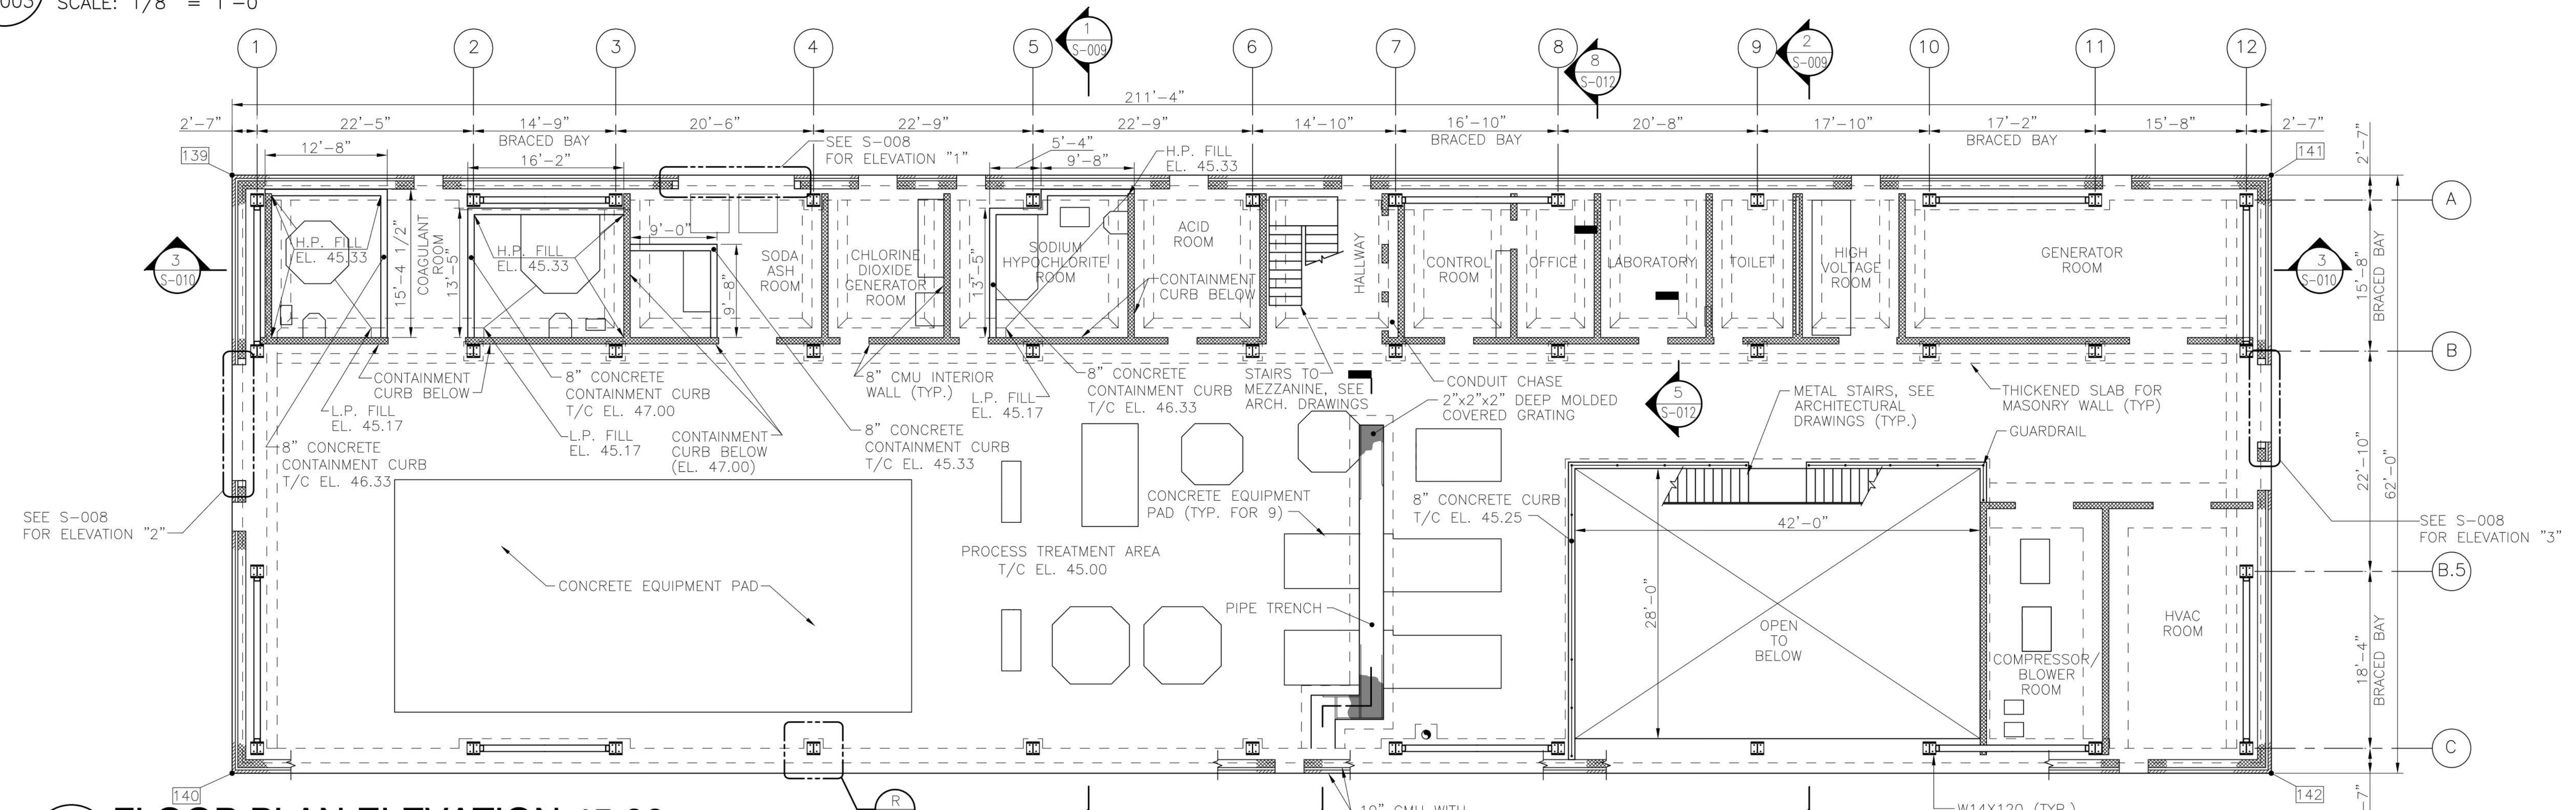 SCALE: 1/8" = 1'-0
1
2
3
4
5
6
7
8
9
10
11
12
1
S-009
8
S-012
2
S-009
211'-4"
2'-7"
22'-5"
14'-9"
20'-6"
22'-9"
22'-9"
14'-10"
16'-10"
20'-8"
17'-10"
17'-2"
15'-8"
2'-7"
BRACED BAY
BRACED BAY
BRACED BAY
SEE S-008
FOR ELEVATION "1"
12'-8"
16'-2"
5'-4"
9'-8"
H.P. FILL
EL. 45.33
139
141
2'-7"
A
3
S-010
H.P. FILL
EL. 45.33
15'-4 1/2"
COAGULANT
ROOM
13'-5"
H.P. FILL
EL. 45.33
9'-0"
9'-8"
SODA
ASH
ROOM
CHLORINE
DIOXIDE
GENERATOR
ROOM
13'-5"
SODIUM
HYPOCHLORITE
ROOM
ACID
ROOM
CONTAINMENT
CURB BELOW
HALLWAY
CONTROL
ROOM
OFFICE
LABORATORY
TOILET
HIGH
VOLTAGE
ROOM
GENERATOR
ROOM
3
S-010
15'-8"
BRACED BAY
B
CONTAINMENT
CURB BELOW
L.P. FILL
EL. 45.17
8" CONCRETE
CONTAINMENT CURB
T/C EL. 46.33
8" CONCRETE
CONTAINMENT CURB
T/C EL. 47.00
L.P. FILL
EL. 45.17
CONTAINMENT
CURB BELOW
(EL. 47.00)
8" CMU INTERIOR
WALL (TYP.)
8" CONCRETE
CONTAINMENT CURB
T/C EL. 45.33
L.P. FILL
EL. 45.17
8" CONCRETE
CONTAINMENT CURB
T/C EL. 46.33
STAIRS TO
MEZZANINE, SEE
ARCH. DRAWINGS
CONDUIT CHASE
2"x2"x2" DEEP MOLDED
COVERED GRATING
5
S-012
METAL STAIRS, SEE
ARCHITECTURAL
DRAWINGS (TYP.)
THICKENED SLAB FOR
MASONRY WALL (TYP)
GUARDRAIL
22'-10"
62'-0"
SEE S-008
FOR ELEVATION "2"
CONCRETE EQUIPMENT
PAD (TYP. FOR 9)
8" CONCRETE CURB
T/C EL. 45.25
42'-0"
SEE S-008
FOR ELEVATION "3"
PROCESS TREATMENT AREA
T/C EL. 45.00
CONCRETE EQUIPMENT PAD
B.5
PIPE TRENCH
28'-0"
OPEN
TO
BELOW
COMPRESSOR/
BLOWER
ROOM
HVAC
ROOM
18'-4"
BRACED BAY
C
140
142
R
10" CMU WITH
W14X120 (TYP.)